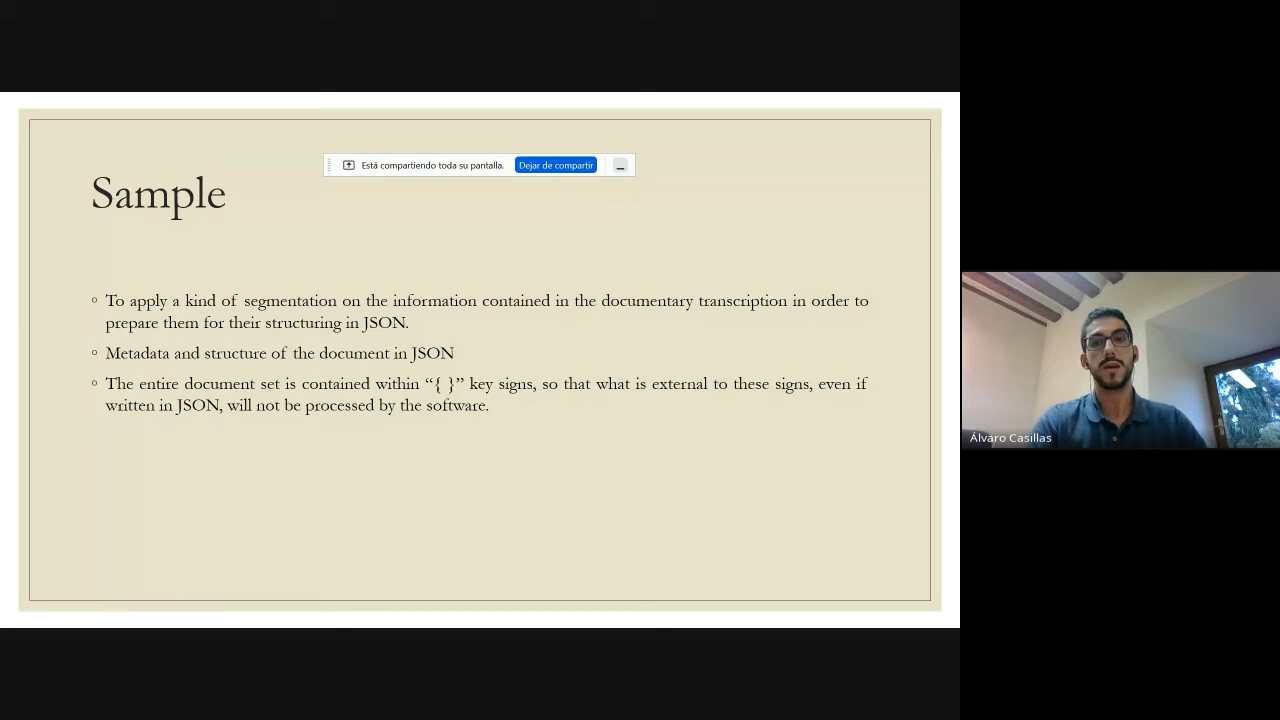 Está compartiendo toda su pantalla. Dejar de compartir
Sample
◦ To apply a kind of segmentation on the information contained in the documentary transcription in order to
prepare them for their structuring in JSON.
◦ Metadata and structure of the document in JSON
◦ The entire document set is contained within “{ }” key signs, so that what is external to these signs, even if
written in JSON, will not be processed by the software.
Álvaro Casillas